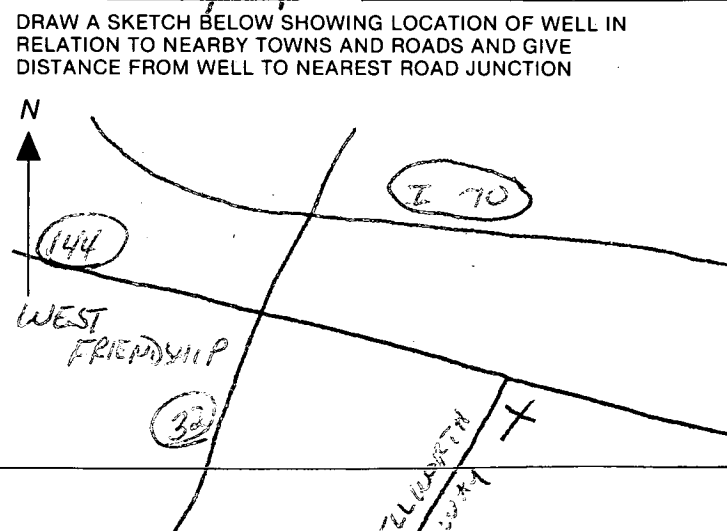 DRAW A SKETCH BELOW SHOWING LOCATION OF WELL IN
RELATION TO NEARBY TOWNS AND ROADS AND GIVE
DISTANCE FROM WELL TO NEAREST ROAD JUNCTION
N
I 70
144
WEST
FRIENDSHIP
32
WAY